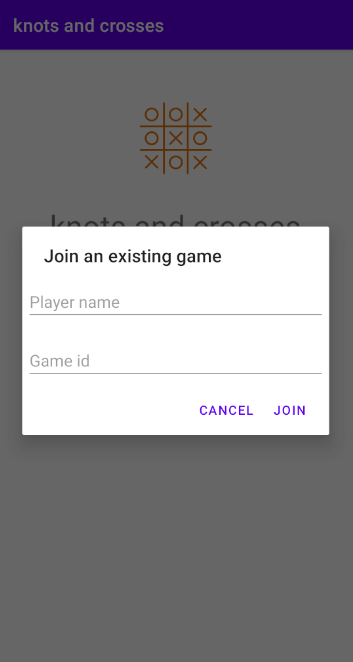 knots and crosses
knots and crosses
Join an existing game
Player name
Game id
CANCEL JOIN